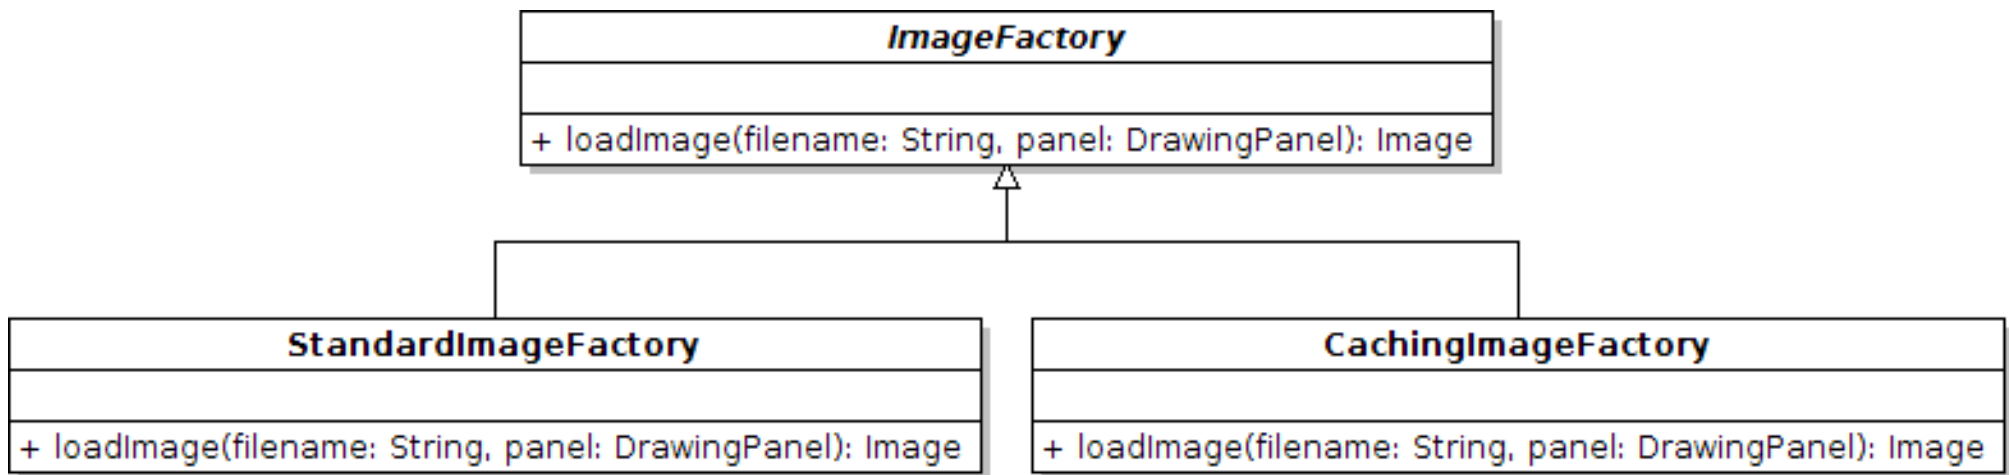 ImageFactory
+ loadImage(filename: String, panel: DrawingPanel): Image
StandardImageFactory
+ loadImage(filename: String, panel: DrawingPanel): Image
CachingImageFactory
+ loadImage(filename: String, panel: DrawingPanel): Image